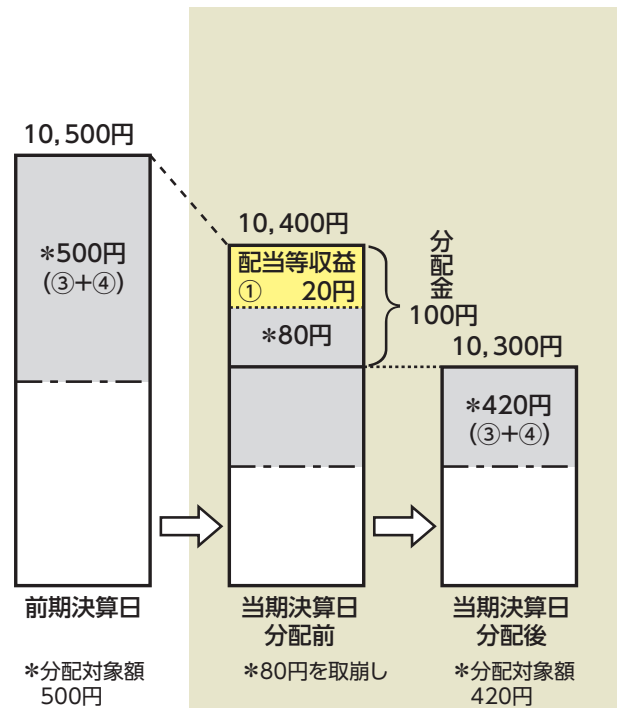 10,500円
*500円
(③+④)
前期決算日
*分配対象額
500円
10,400円
配当等収益
① 20円
*80円
分配金
100円
当期決算日
分配前
*80円を取崩し
10,300円
*420円
(③+④)
当期決算日
分配後
*分配対象額
420円